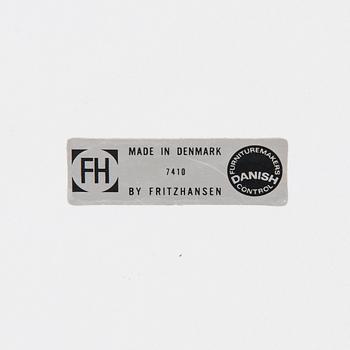 FH
MADE IN DENMARK
7410
BY FRITZHANSEN
FURNITUREMAKERS
DANISH
CONTROL